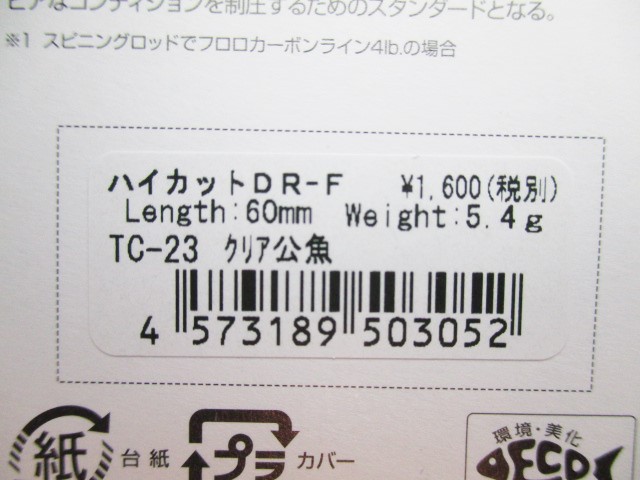 ピアなコンディションを制圧するためのスタンダードとなる。
※1 スピニングロッドでフロロカーボンライン4lb.の場合
ハイカットDR-F ¥1,600(税別)
Length:60mm Weight:5.4g
TC-23 クリア公魚
4 573189 503052
紙 台紙 プラ カバー
環境・美化
ECO